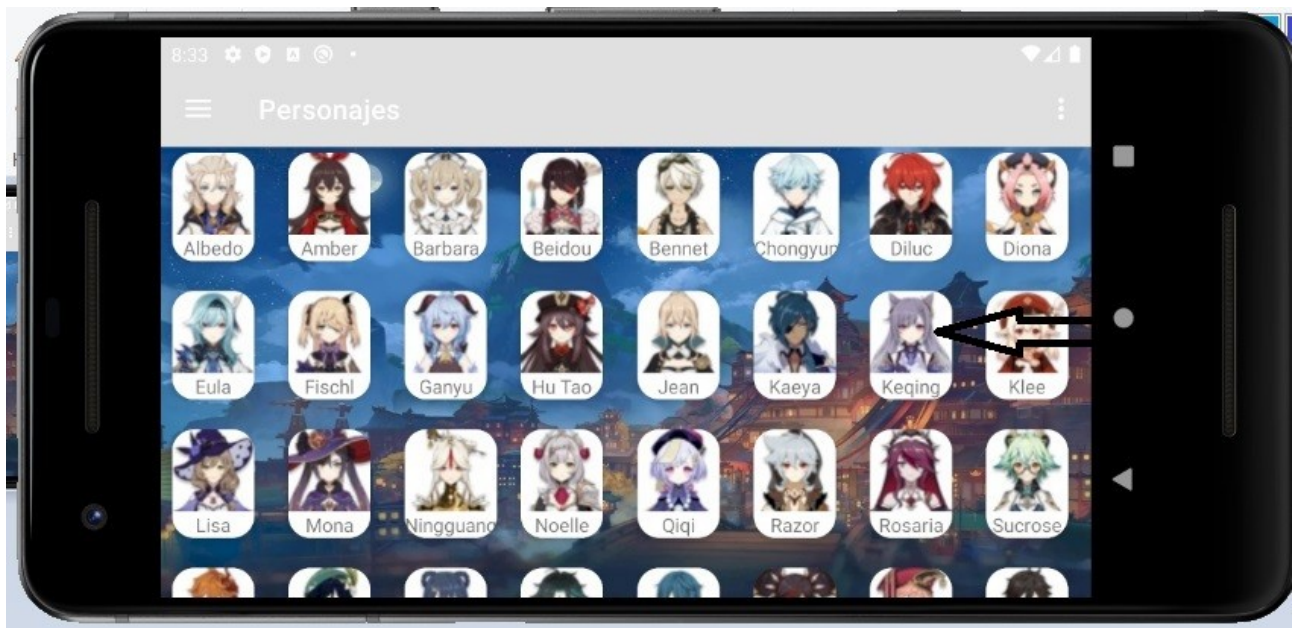 8:33
Personajes
Albedo Amber Barbara Beidou Bennet Chongyun Diluc Diona
Eula Fischl Ganyu Hu Tao Jean Kaeya Keqing Klee
Lisa Mona Ningguang Noelle Qiqi Razor Rosaria Sucrose